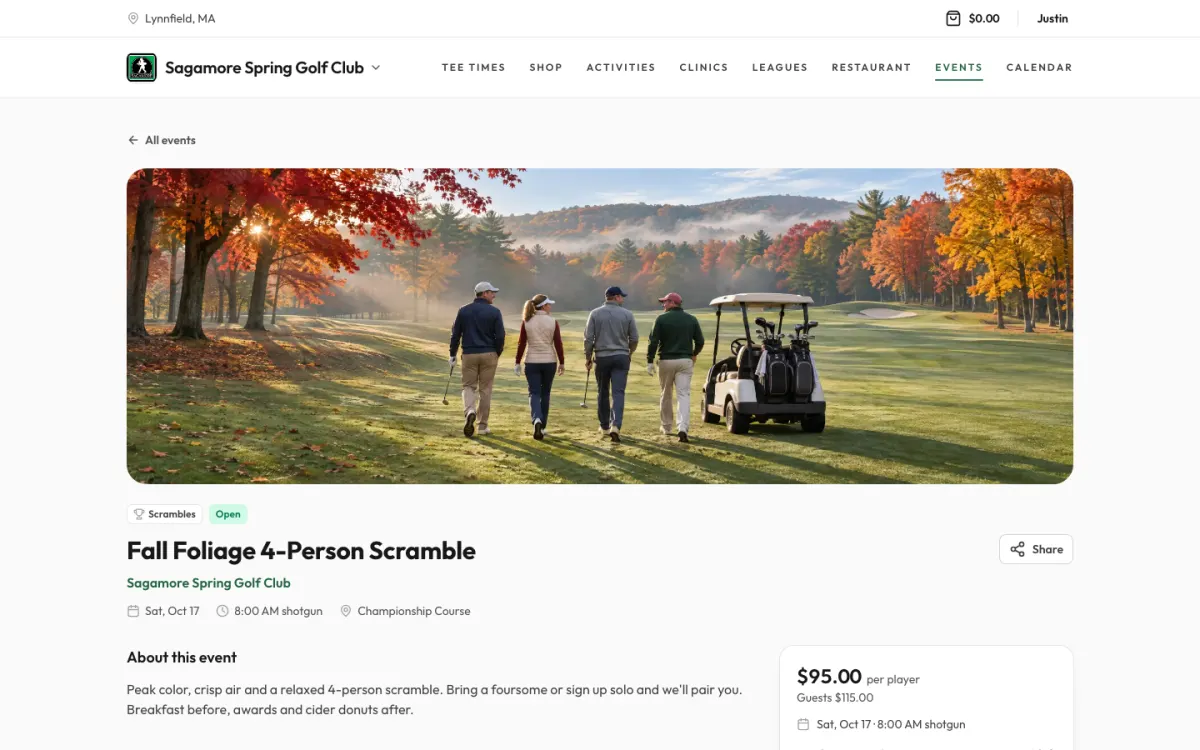 Lynnfield, MA
$0.00
Justin
Sagamore Spring Golf Club
TEE TIMES
SHOP
ACTIVITIES
CLINICS
LEAGUES
RESTAURANT
EVENTS
CALENDAR
All events
Scrambles
Open
Fall Foliage 4-Person Scramble
Share
Sagamore Spring Golf Club
Sat, Oct 17
8:00 AM shotgun
Championship Course
About this event
Peak color, crisp air and a relaxed 4-person scramble. Bring a foursome or sign up solo and we'll pair you.
Breakfast before, awards and cider donuts after.
$95.00 per player
Guests $115.00
Sat, Oct 17 · 8:00 AM shotgun